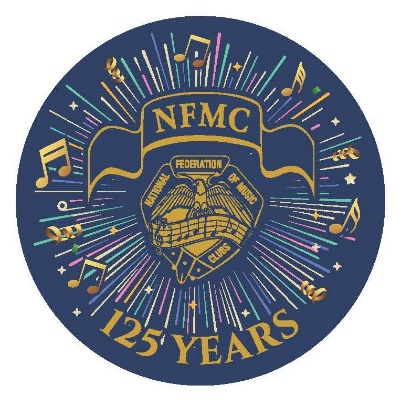 NFMC
NATIONAL FEDERATION OF MUSIC CLUBS
125 YEARS